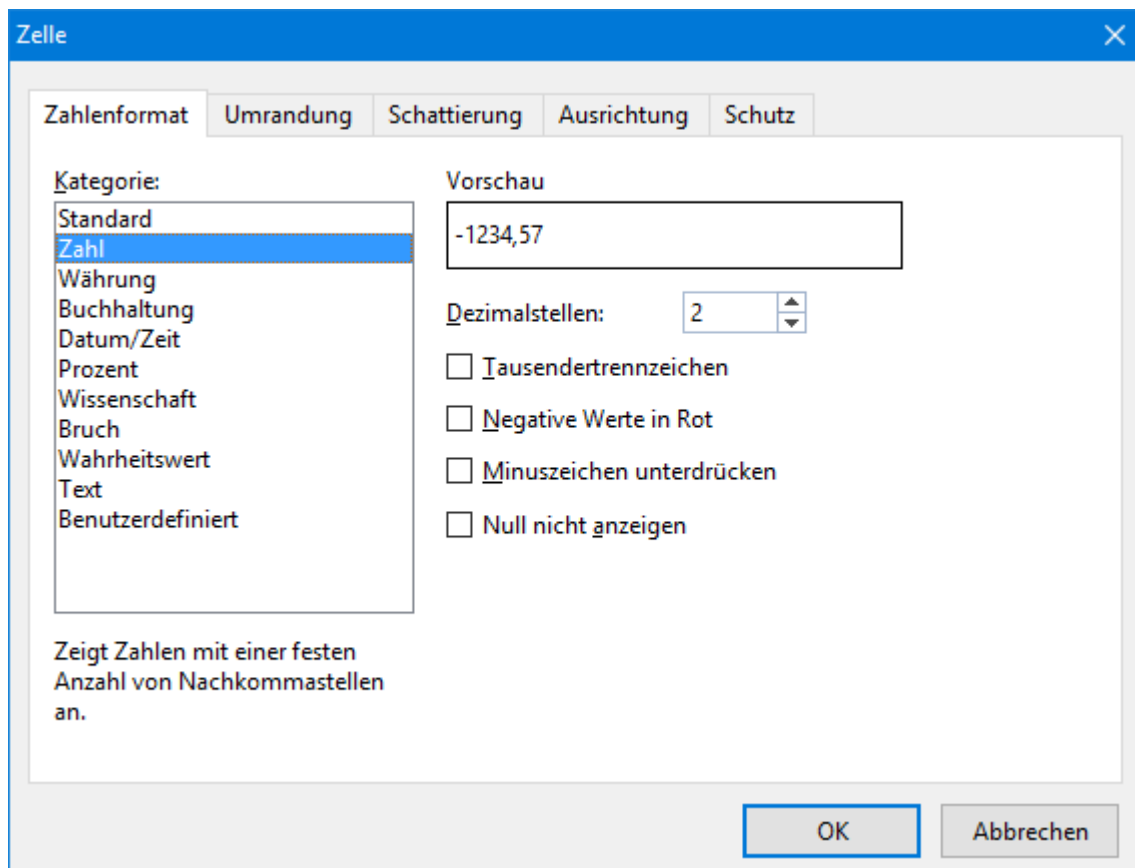 Zelle
Zahlenformat Umrandung Schattierung Ausrichtung Schutz
Kategorie:
Standard
Zahl
Währung
Buchhaltung
Datum/Zeit
Prozent
Wissenschaft
Bruch
Wahrheitswert
Text
Benutzerdefiniert
Zeigt Zahlen mit einer festen
Anzahl von Nachkommastellen
an.
Vorschau
-1234,57
Dezimalstellen: 2
Tausendertrennzeichen
Negative Werte in Rot
Minuszeichen unterdrücken
Null nicht anzeigen
OK Abbrechen